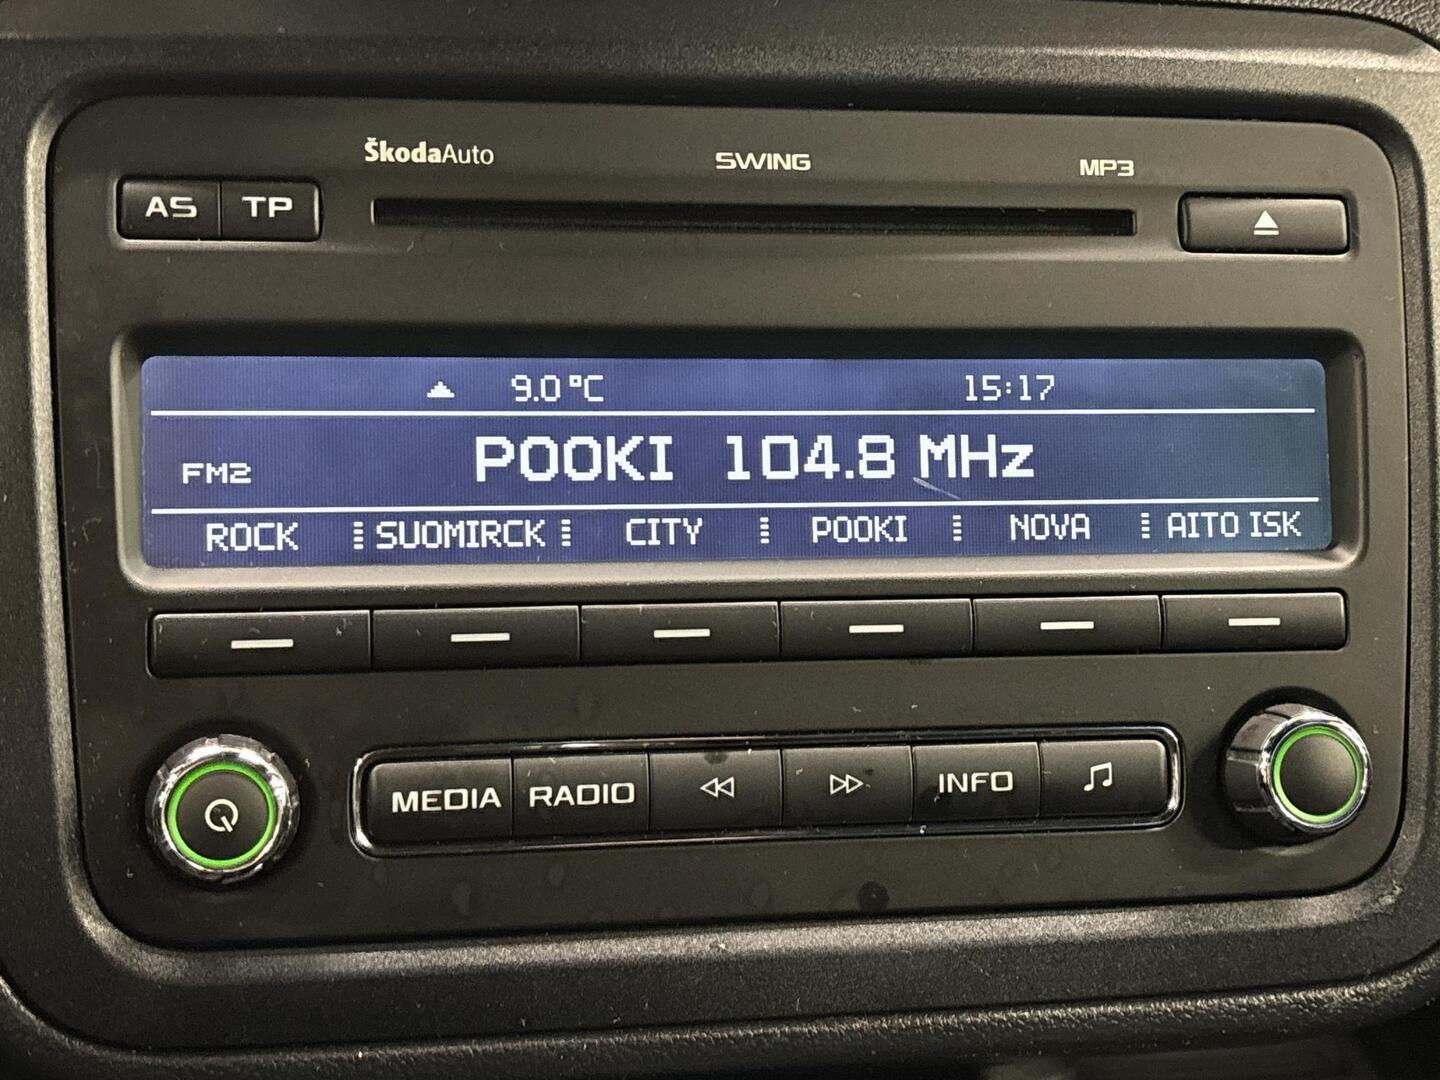 ŠkodaAuto SWING MP3
AS TP
9.0 °C 15:17
FM2 POOKI 104.8 MHz
ROCK SUOMIRCK CITY POOKI NOVA AITO ISK
MEDIA RADIO INFO